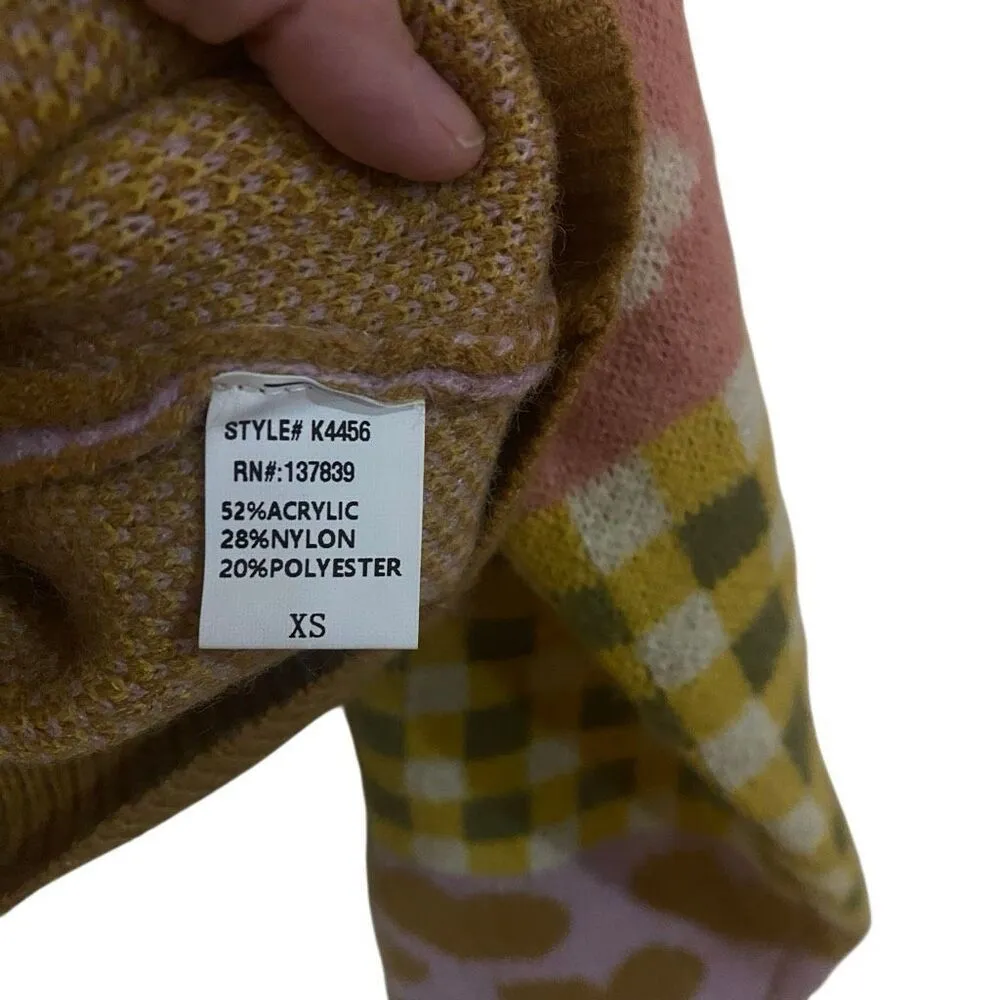 STYLE# K4456
RN#:137839
52%ACRYLIC
28%NYLON
20%POLYESTER
XS